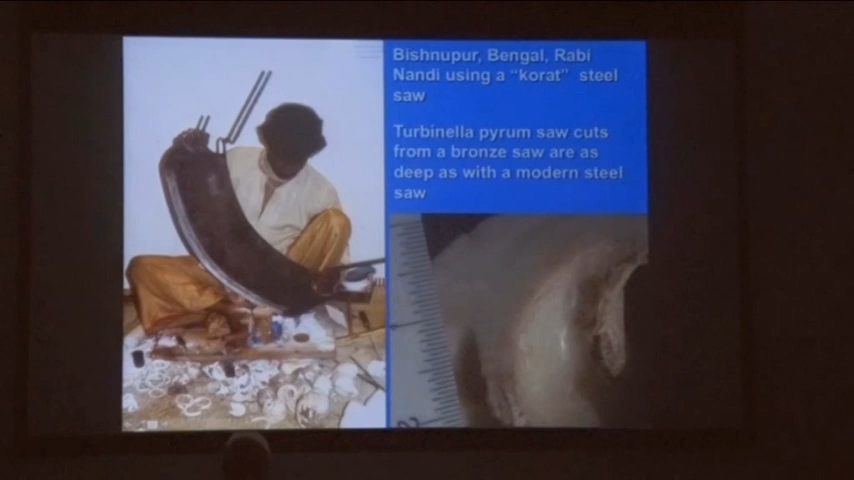 Bishnupur, Bengal, Rabi
Nandi using a “korat” steel
saw
Turbinella pyrum saw cuts
from a bronze saw are as
deep as with a modern steel
saw